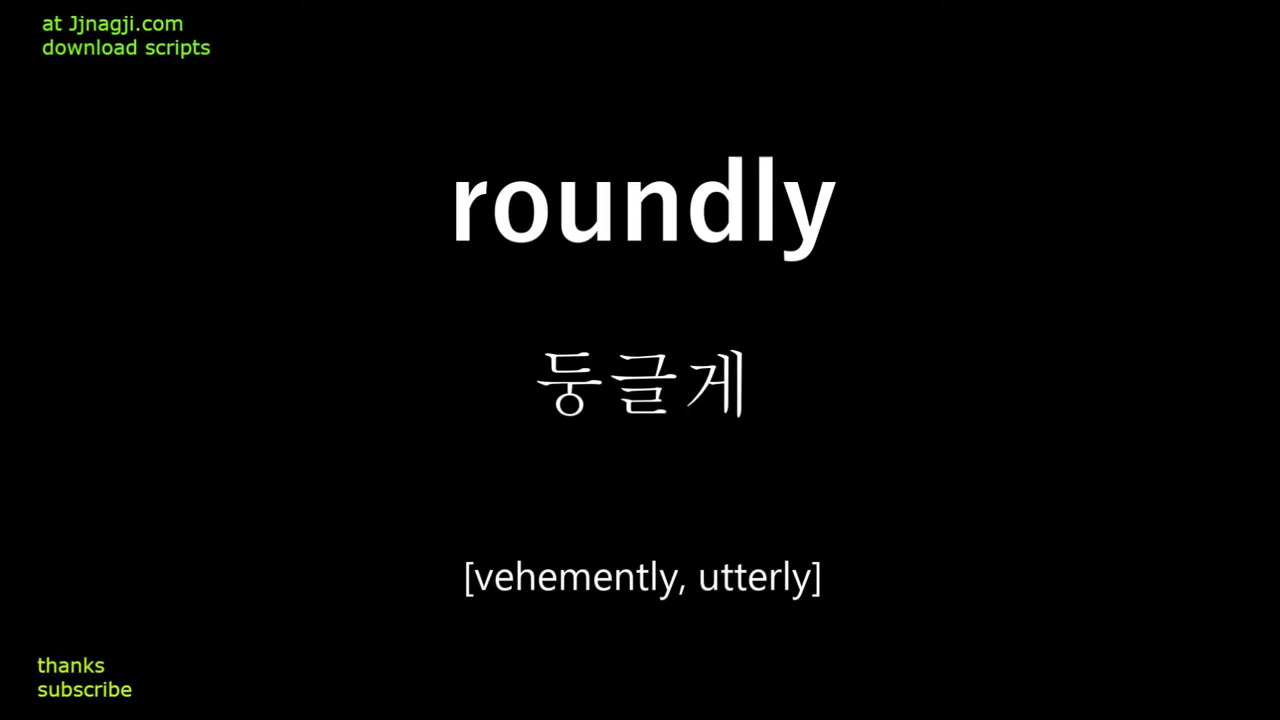 at Jjnagji.com
download scripts
roundly
둥글게
[vehemently, utterly]
thanks
subscribe